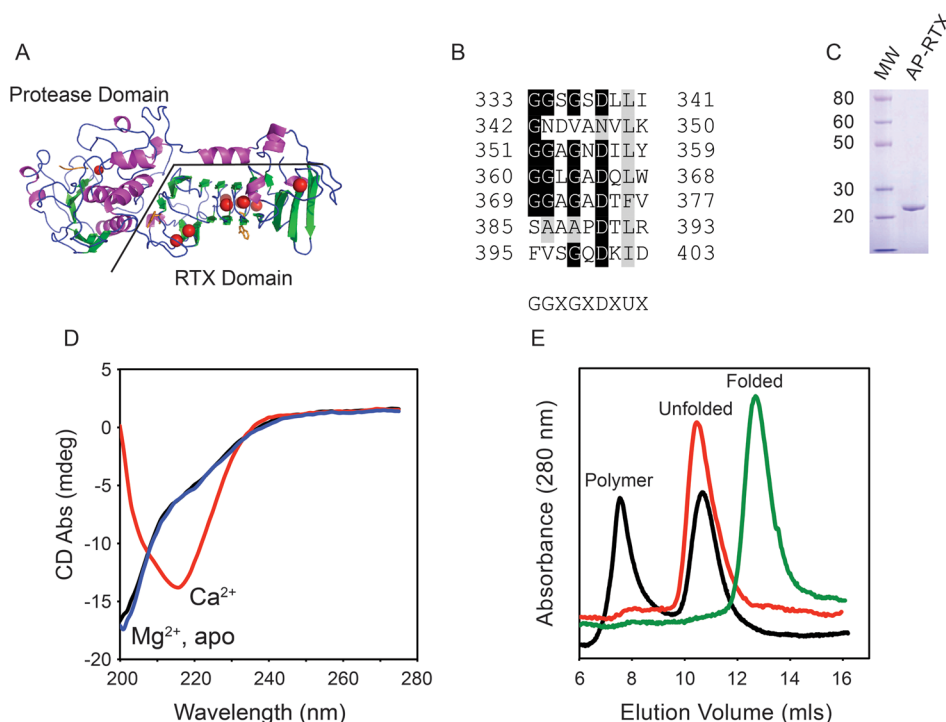 A
Protease Domain
RTX Domain
B
333 GGSGSDLLI 341
342 GNDVANVLK 350
351 GGAGNDILY 359
360 GGLGADQLW 368
369 GGAGADTFV 377
385 SAAAPDTLR 393
395 FVSGQDKID 403
GGXGXDXUX
C
MW AP-RTX
80
60
50
30
20
D
5
0
-5
-10
-15
-20
CD Abs (mdeg)
Ca²⁺
Mg²⁺, apo
200 220 240 260 280
Wavelength (nm)
E
Folded
Unfolded
Polymer
Absorbance (280 nm)
6 8 10 12 14 16
Elution Volume (mls)